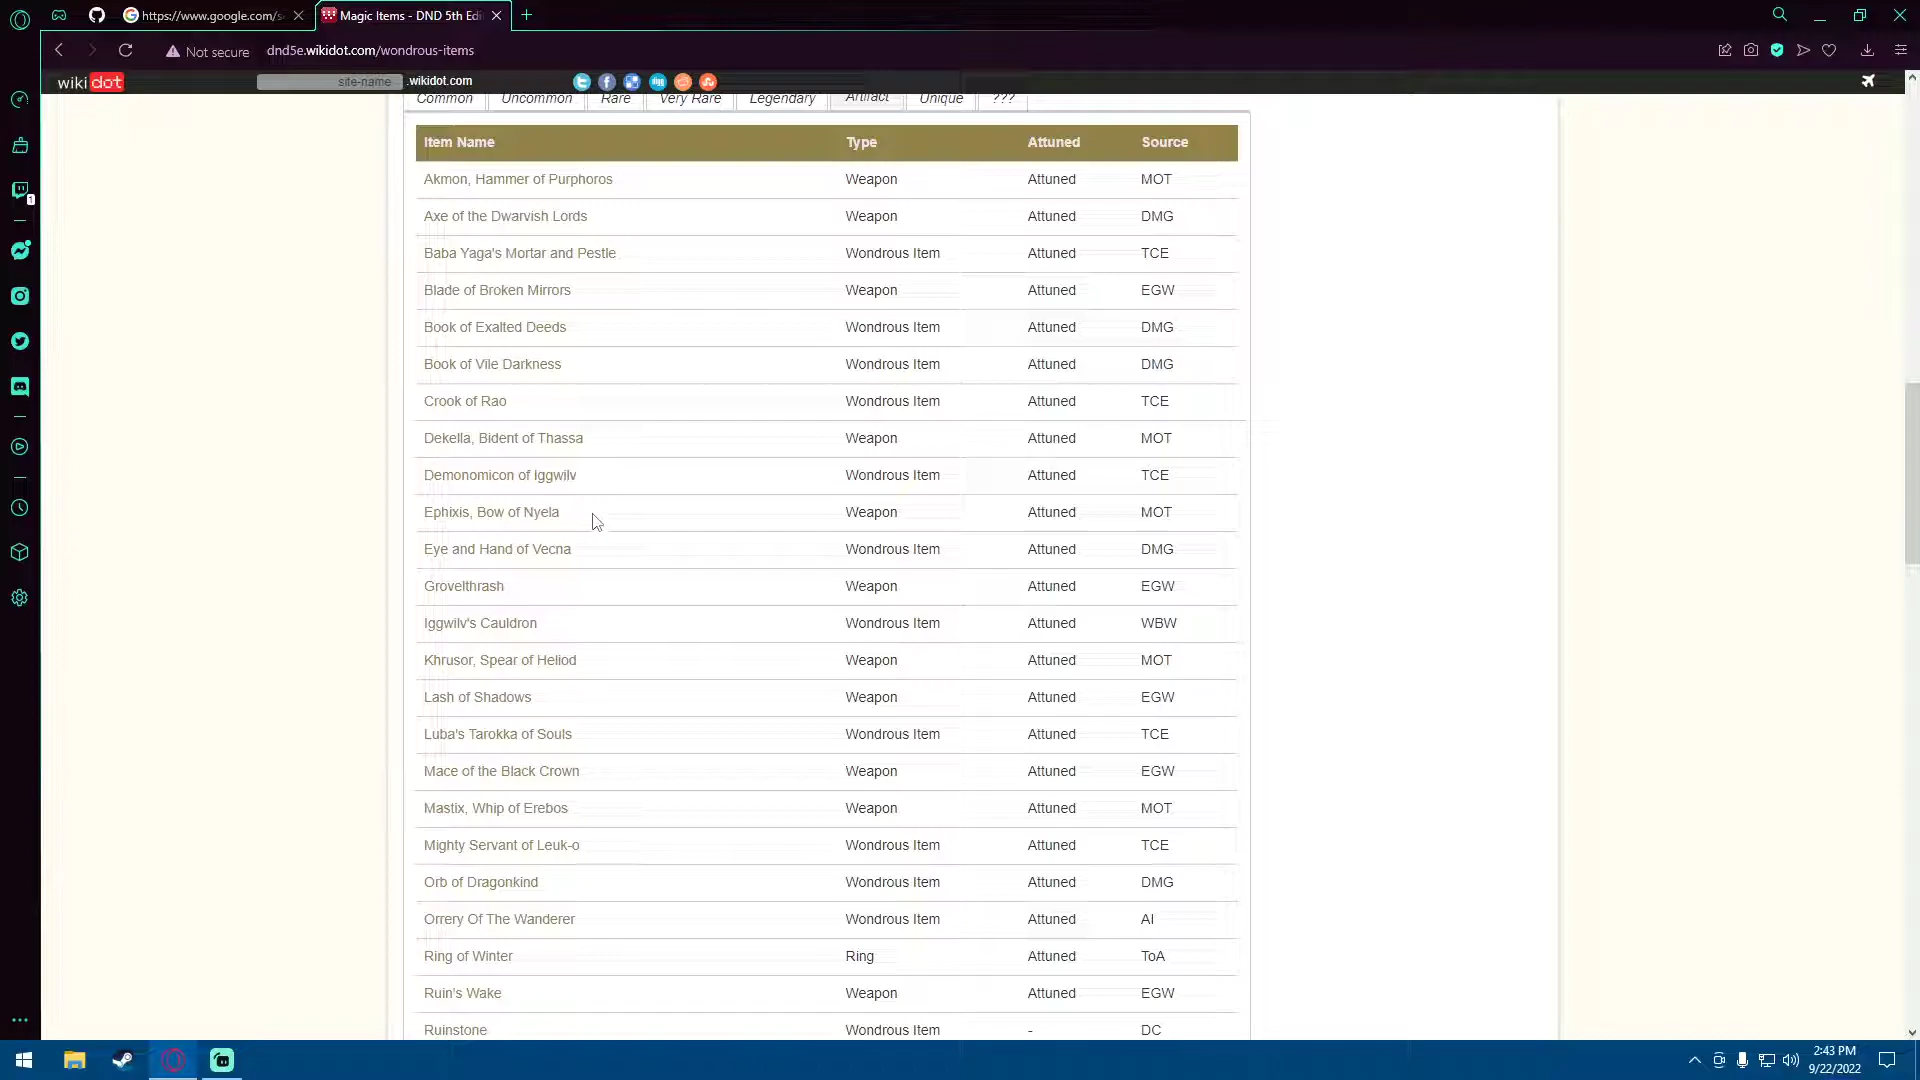 https://www.google.com/s
Magic Items - DND 5th Edi
Not secure
dnd5e.wikidot.com/wondrous-items
wikidot
site-name .wikidot.com
Common Uncommon Rare Very Rare Legendary Artifact Unique ???
Item Name Type Attuned Source
Akmon, Hammer of Purphoros Weapon Attuned MOT
Axe of the Dwarvish Lords Weapon Attuned DMG
Baba Yaga's Mortar and Pestle Wondrous Item Attuned TCE
Blade of Broken Mirrors Weapon Attuned EGW
Book of Exalted Deeds Wondrous Item Attuned DMG
Book of Vile Darkness Wondrous Item Attuned DMG
Crook of Rao Wondrous Item Attuned TCE
Dekella, Bident of Thassa Weapon Attuned MOT
Demonomicon of Iggwilv Wondrous Item Attuned TCE
Ephixis, Bow of Nyela Weapon Attuned MOT
Eye and Hand of Vecna Wondrous Item Attuned DMG
Grovelthrash Weapon Attuned EGW
Iggwilv's Cauldron Wondrous Item Attuned WBW
Khrusor, Spear of Heliod Weapon Attuned MOT
Lash of Shadows Weapon Attuned EGW
Luba's Tarokka of Souls Wondrous Item Attuned TCE
Mace of the Black Crown Weapon Attuned EGW
Mastix, Whip of Erebos Weapon Attuned MOT
Mighty Servant of Leuk-o Wondrous Item Attuned TCE
Orb of Dragonkind Wondrous Item Attuned DMG
Orrery Of The Wanderer Wondrous Item Attuned AI
Ring of Winter Ring Attuned ToA
Ruin's Wake Weapon Attuned EGW
Ruinstone Wondrous Item - DC
1
2:43 PM
9/22/2022